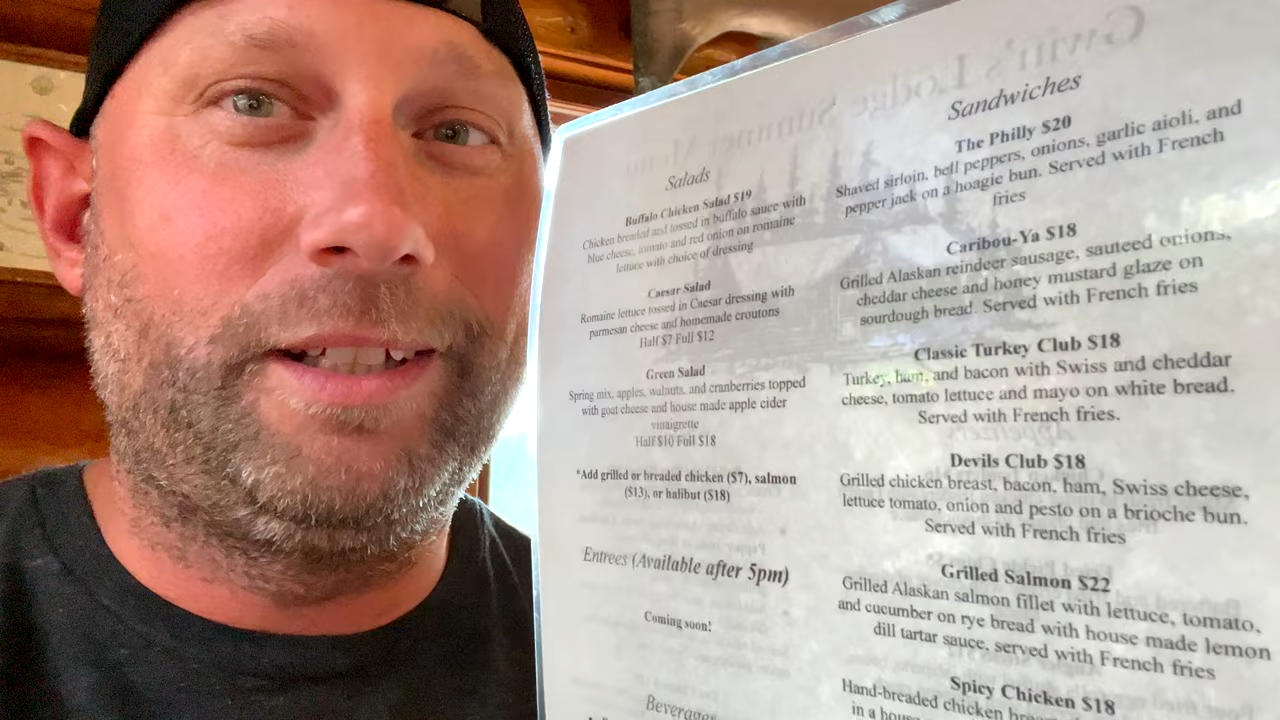 Salads
Buffalo Chicken Salad $19
Chicken breaded and tossed in buffalo sauce with
blue cheese, tomato and red onion on romaine
lettuce with choice of dressing
Caesar Salad
Romaine lettuce tossed in Caesar dressing with
parmesan cheese and homemade croutons
Half $7 Full $12
Green Salad
Spring mix, apples, walnuts, and cranberries topped
with goat cheese and house made apple cider
vinaigrette
Half $10 Full $18
*Add grilled or breaded chicken ($7), salmon
($13), or halibut ($18)
Entrees (Available after 5pm)
Coming soon!
Beverages
Sandwiches
The Philly $20
Shaved sirloin, bell peppers, onions, garlic aioli, and
pepper jack on a hoagie bun. Served with French
fries
Caribou-Ya $18
Grilled Alaskan reindeer sausage, sauteed onions,
cheddar cheese and honey mustard glaze on
sourdough bread. Served with French fries
Classic Turkey Club $18
Turkey, ham, and bacon with Swiss and cheddar
cheese, tomato lettuce and mayo on white bread.
Served with French fries.
Devils Club $18
Grilled chicken breast, bacon, ham, Swiss cheese,
lettuce tomato, onion and pesto on a brioche bun.
Served with French fries
Grilled Salmon $22
Grilled Alaskan salmon fillet with lettuce, tomato,
and cucumber on rye bread with house made lemon
dill tartar sauce, served with French fries
Spicy Chicken $18
Hand-breaded chicken
in a
Gwin's Lodge Summer Menu